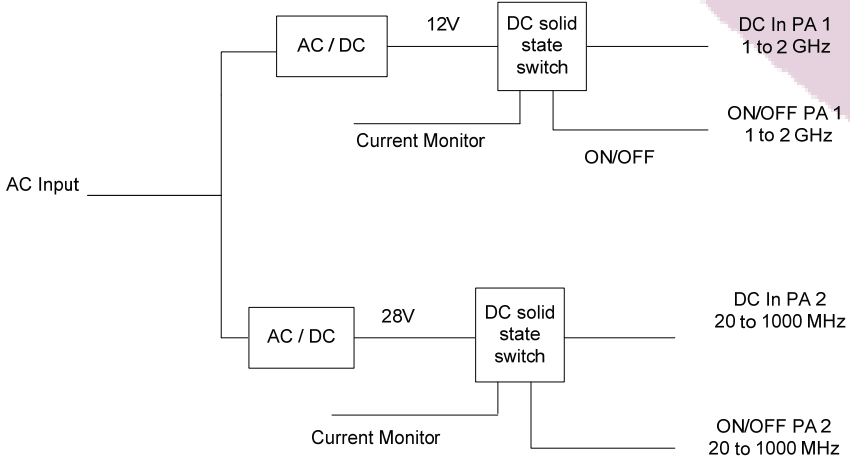 AC Input
AC / DC
12V
DC solid
state
switch
DC In PA 1
1 to 2 GHz
Current Monitor
ON/OFF
ON/OFF PA 1
1 to 2 GHz
AC / DC
28V
DC solid
state
switch
DC In PA 2
20 to 1000 MHz
Current Monitor
ON/OFF PA 2
20 to 1000 MHz